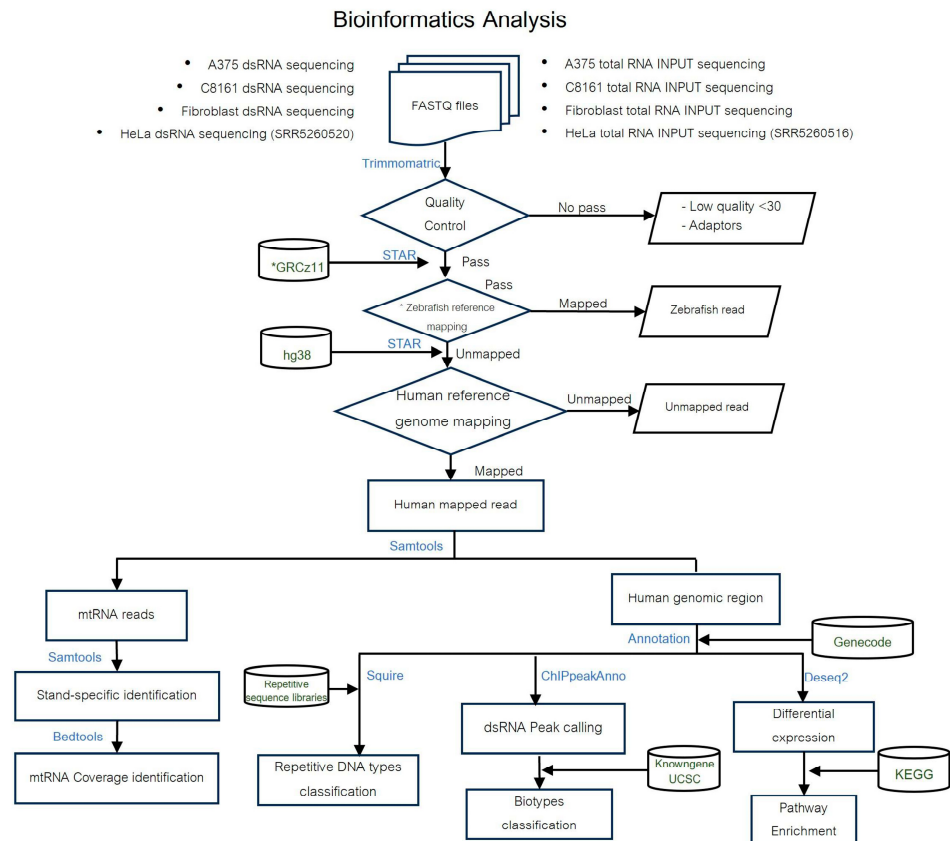 Bioinformatics Analysis
• A375 dsRNA sequencing
• C8161 dsRNA sequencing
• Fibroblast dsRNA sequencing
• HeLa dsRNA sequencing (SRR5260520)
FASTQ files
• A375 total RNA INPUT sequencing
• C8161 total RNA INPUT sequencing
• Fibroblast total RNA INPUT sequencing
• HeLa total RNA INPUT sequencing (SRR5260516)
Trimmomatric
Quality
Control
No pass
- Low quality <30
- Adaptors
*GRCz11
STAR
Pass
Pass
* Zebrafish reference
mapping
Mapped
Zebrafish read
hg38
STAR
Unmapped
Human reference
genome mapping
Unmapped
Unmapped read
Mapped
Human mapped read
Samtools
mtRNA reads
Human genomic region
Samtools
Annotation
Genecode
Stand-specific identification
Repetitive
sequence libraries
Squire
ChIPpeakAnno
Deseq2
Bedtools
dsRNA Peak calling
Differential
expression
mtRNA Coverage identification
Repetitive DNA types
classification
Knowngene
UCSC
KEGG
Biotypes
classification
Pathway
Enrichment